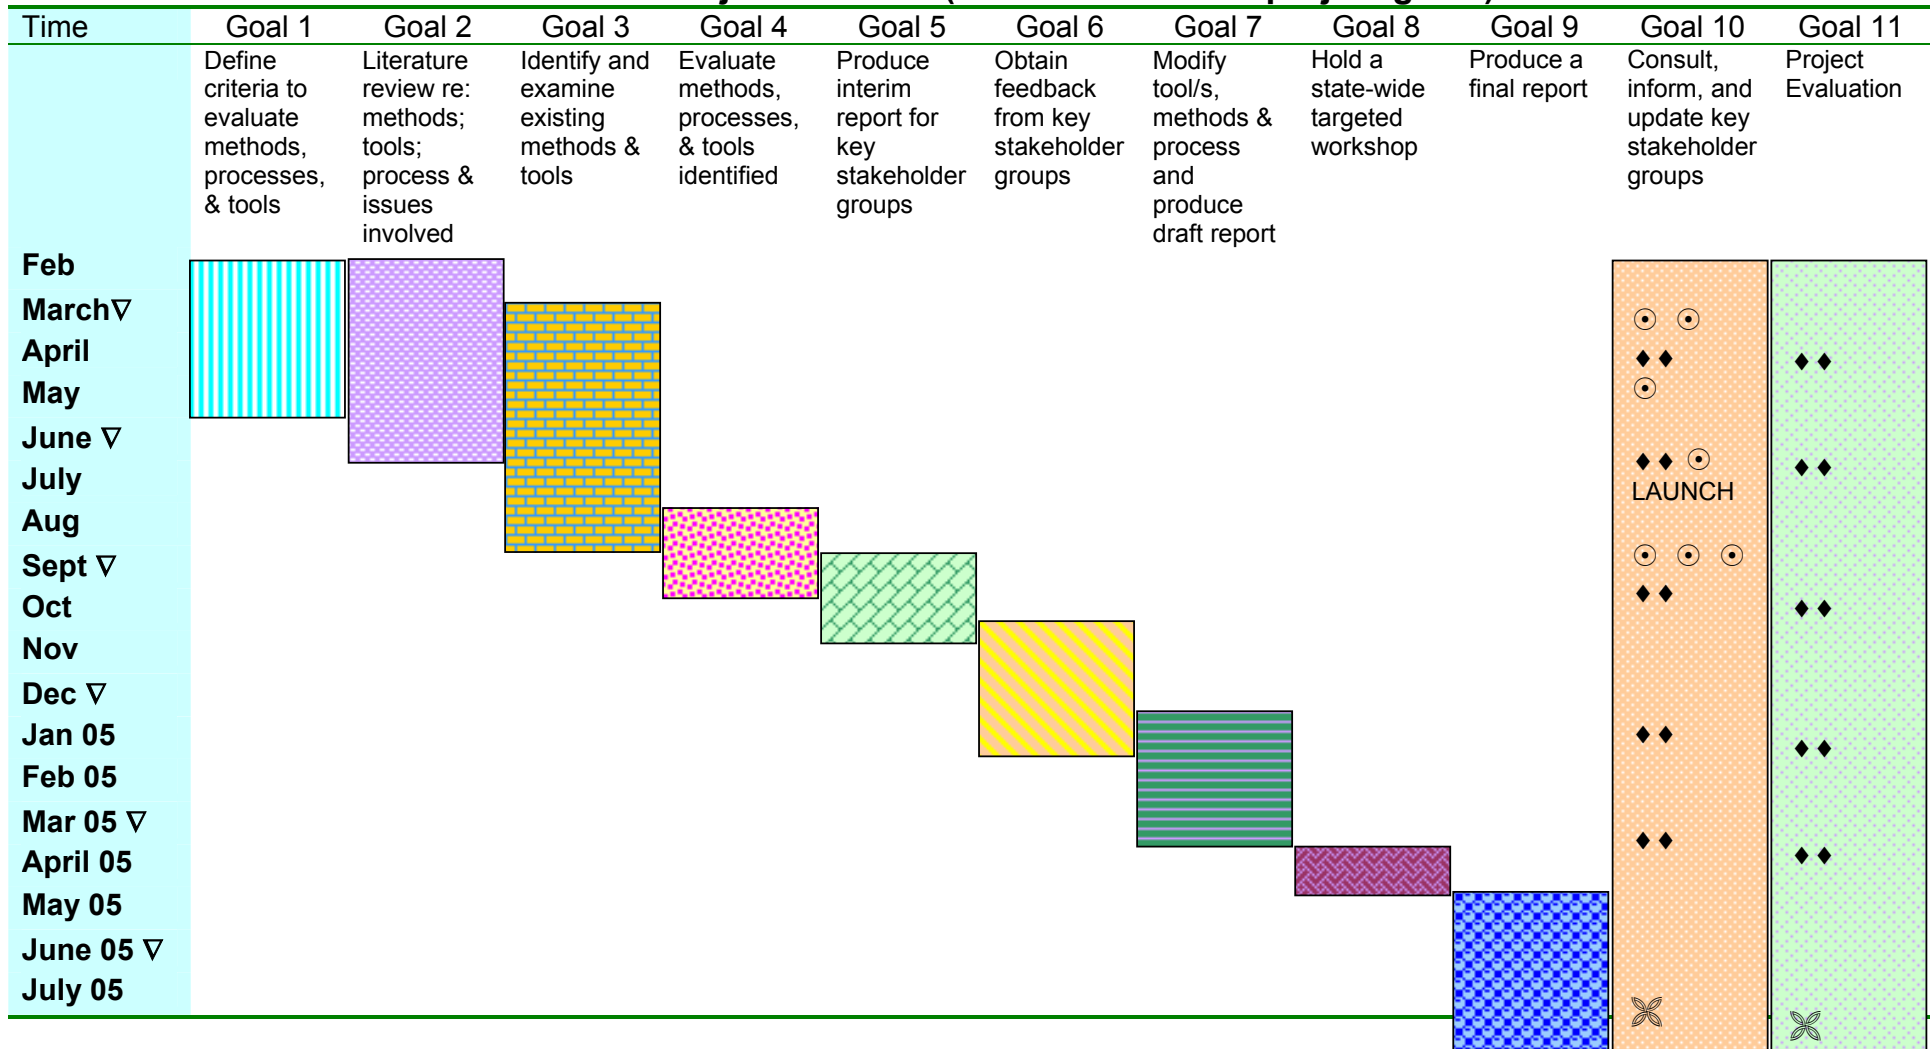 Time Goal 1 Goal 2 Goal 3 Goal 4 Goal 5 Goal 6 Goal 7 Goal 8 Goal 9 Goal 10 Goal 11
Define
criteria to
evaluate
methods,
processes,
& tools
Literature
review re:
methods;
tools;
process &
issues
involved
Identify and
examine
existing
methods &
tools
Evaluate
methods,
processes,
& tools
identified
Produce
interim
report for
key
stakeholder
groups
Obtain
feedback
from key
stakeholder
groups
Modify
tool/s,
methods &
process
and
produce
draft report
Hold a
state-wide
targeted
workshop
Produce a
final report
Consult,
inform, and
update key
stakeholder
groups
Project
Evaluation
Feb
March∇
April
May
June ∇
July
LAUNCH
Aug
Sept ∇
Oct
Nov
Dec ∇
Jan 05
Feb 05
Mar 05 ∇
April 05
May 05
June 05 ∇
July 05